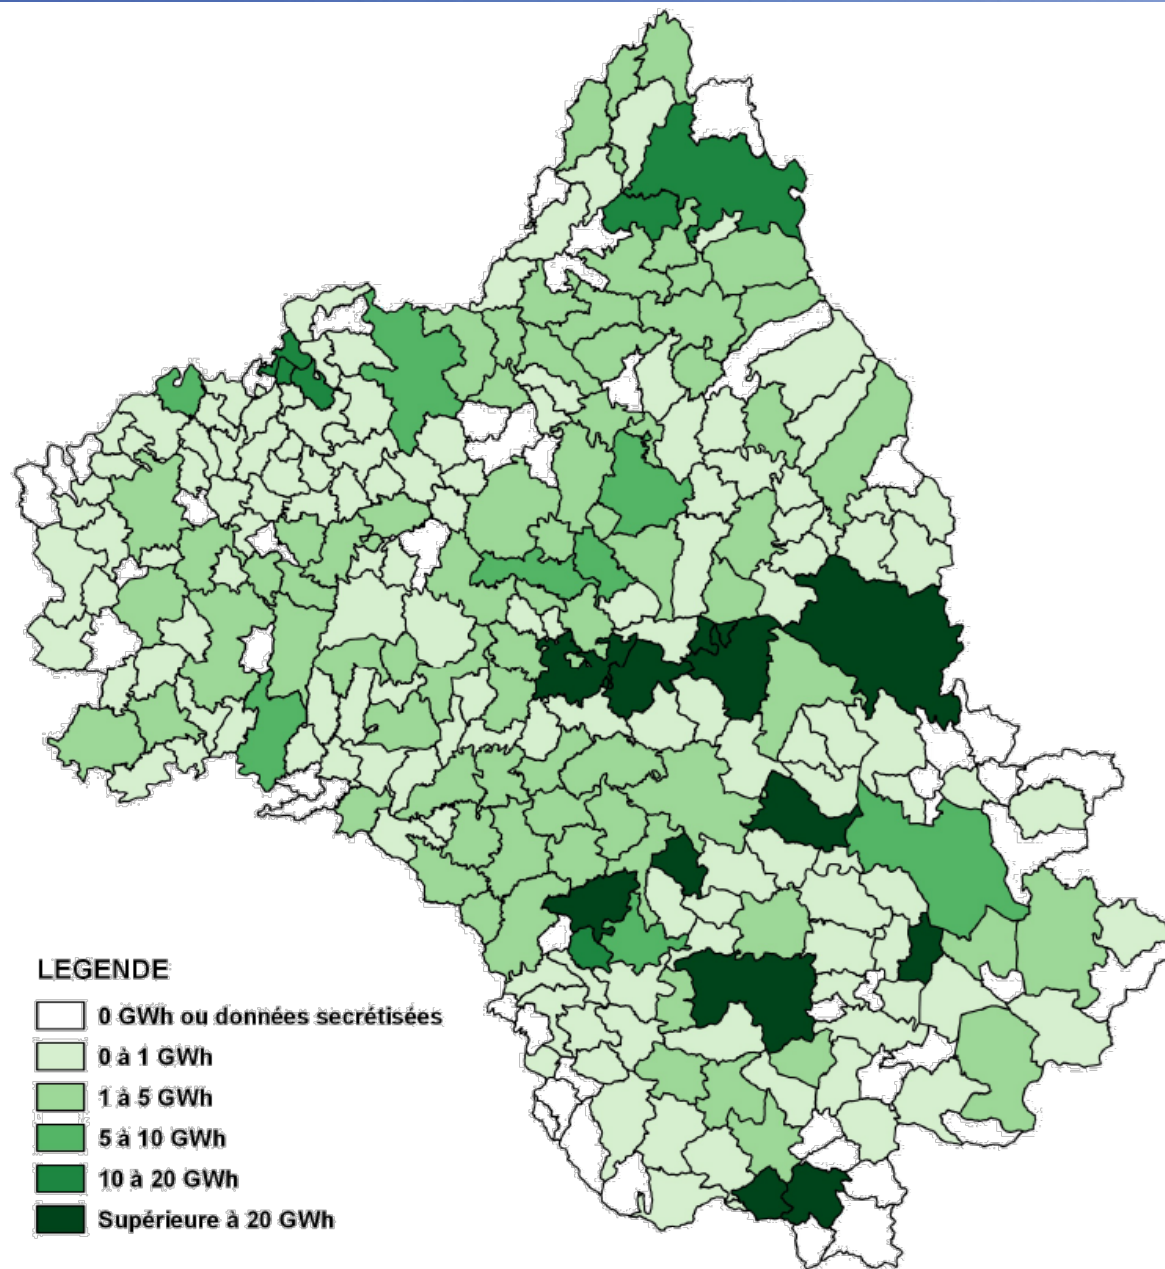 LEGENDE
0 GWh ou données secrétisées
0 à 1 GWh
1 à 5 GWh
5 à 10 GWh
10 à 20 GWh
Supérieure à 20 GWh